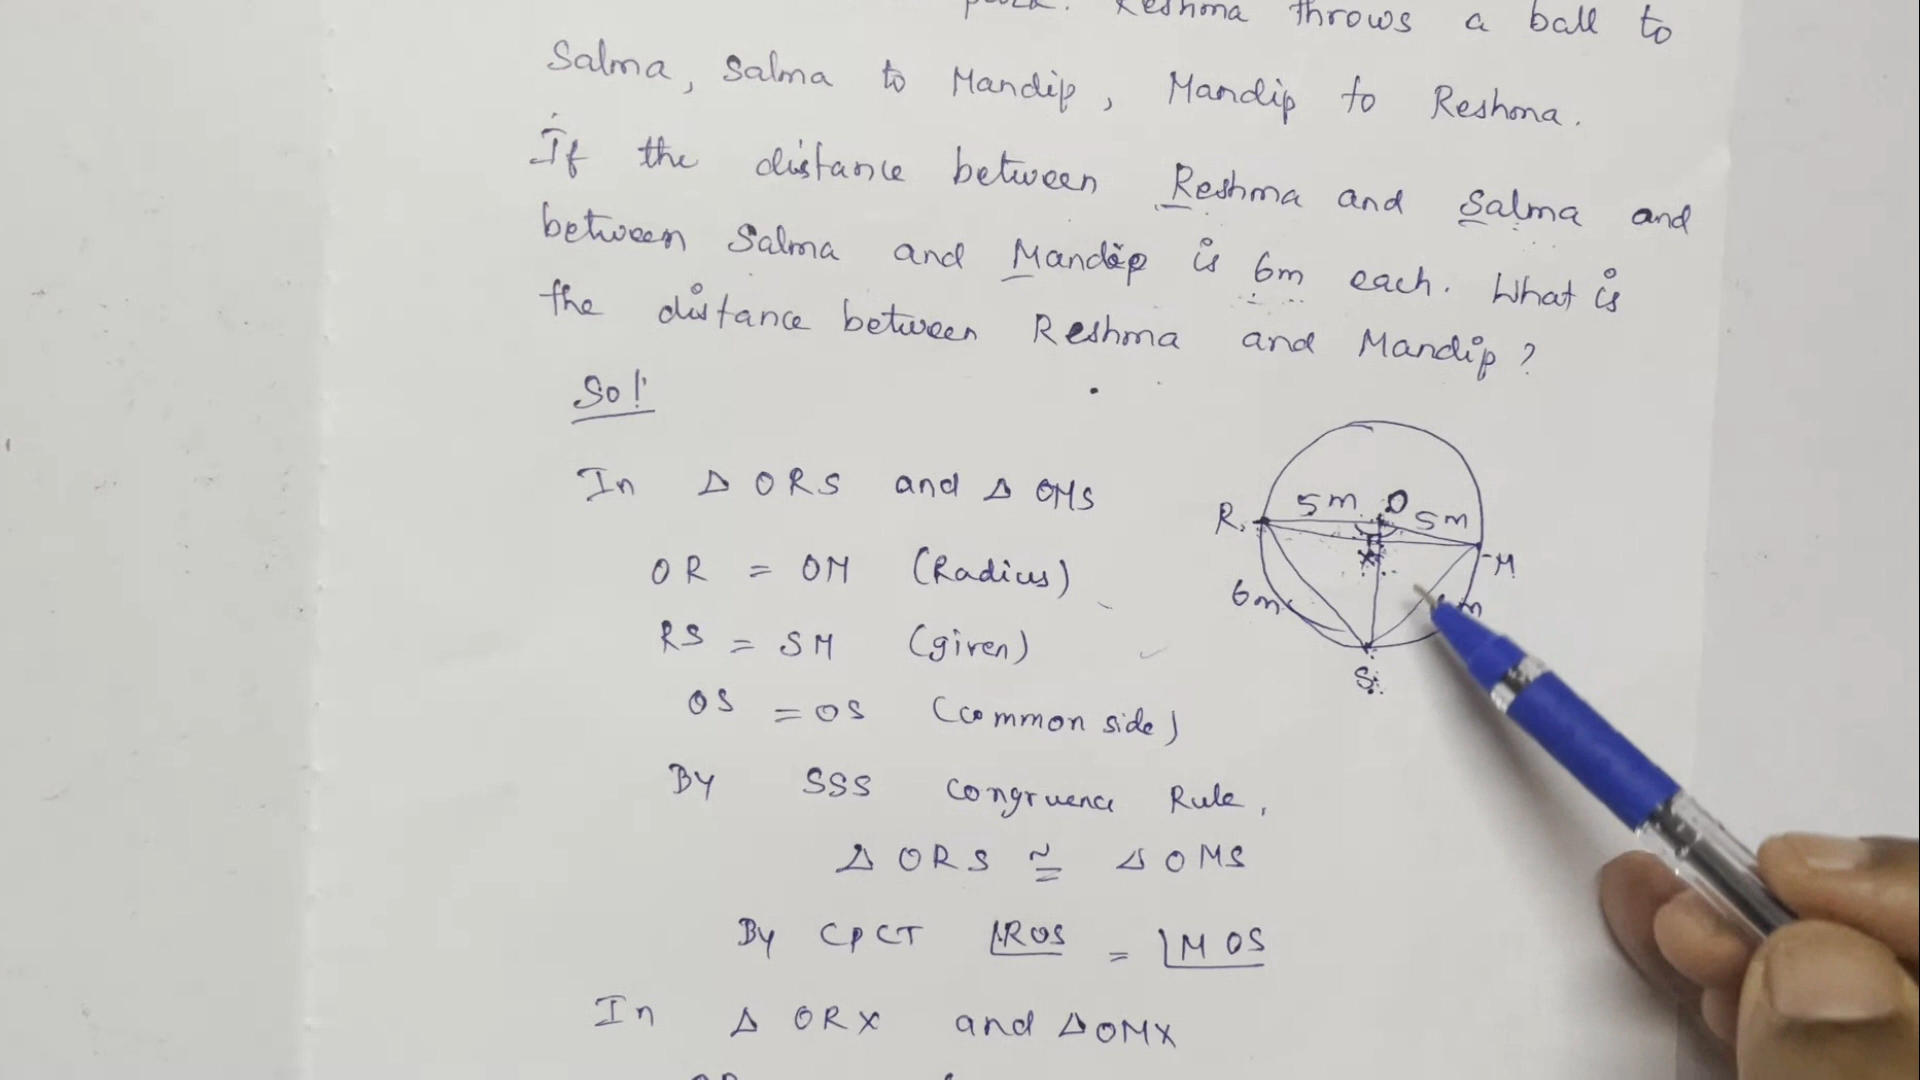 park. Reshma throws a ball to
Salma, Salma to Mandip, Mandip to Reshma.
If the distance between Reshma and Salma and
between Salma and Mandip is 6m each. What is
the distance between Reshma and Mandip?
Sol
In Δ ORS and Δ OMS
OR = OM (Radius)
RS = SM (given)
OS = OS (common side)
By SSS congruence Rule,
Δ ORS ≅ Δ OMS
By CPCT ∠ROS = ∠MOS
In Δ ORX and Δ OMX
R
5m
O
5m
X
M
6m
m
S